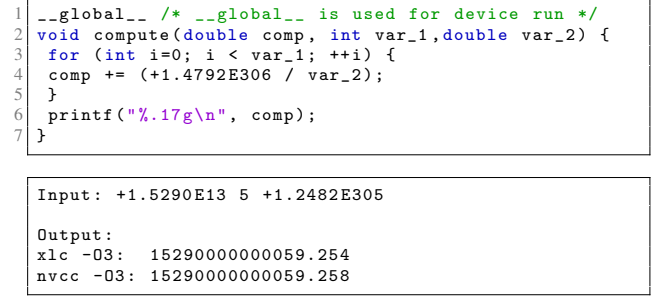 1 __global__ /* __global__ is used for device run */
2 void compute(double comp, int var_1,double var_2) {
3  for (int i=0; i < var_1; ++i) {
4  comp += (+1.4792E306 / var_2);
5  }
6  printf("%.17g\n", comp);
7 }
Input: +1.5290E13 5 +1.2482E305
Output:
xlc -O3:  15290000000059.254
nvcc -O3: 15290000000059.258